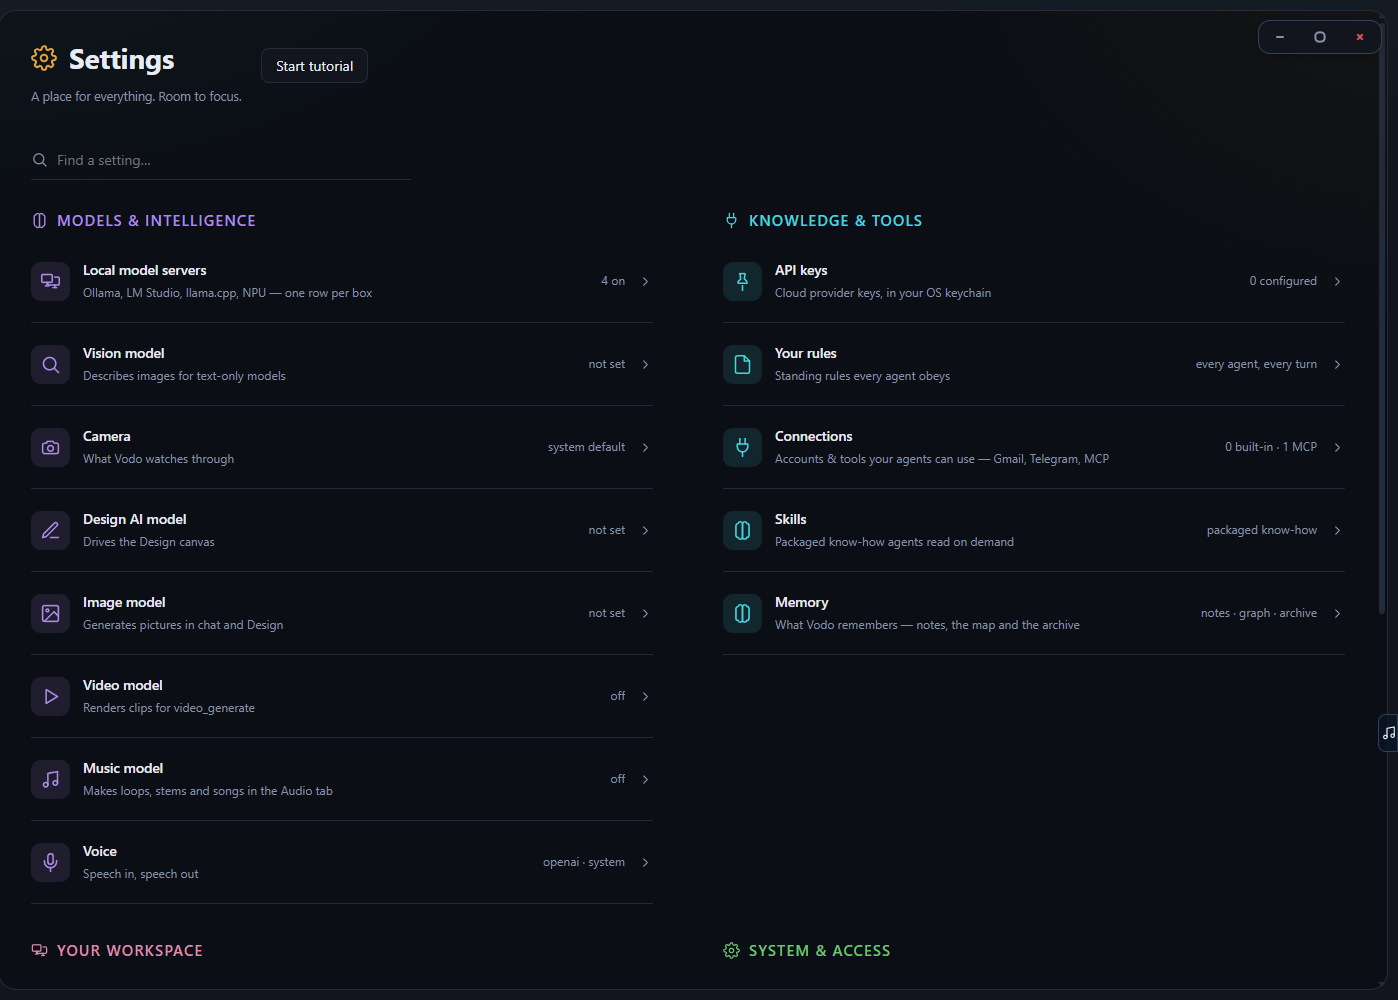 Settings
Start tutorial
A place for everything. Room to focus.
Find a setting...
MODELS & INTELLIGENCE
Local model servers
Ollama, LM Studio, llama.cpp, NPU — one row per box
4 on
Vision model
Describes images for text-only models
not set
Camera
What Vodo watches through
system default
Design AI model
Drives the Design canvas
not set
Image model
Generates pictures in chat and Design
not set
Video model
Renders clips for video_generate
off
Music model
Makes loops, stems and songs in the Audio tab
off
Voice
Speech in, speech out
openai · system
KNOWLEDGE & TOOLS
API keys
Cloud provider keys, in your OS keychain
0 configured
Your rules
Standing rules every agent obeys
every agent, every turn
Connections
Accounts & tools your agents can use — Gmail, Telegram, MCP
0 built-in · 1 MCP
Skills
Packaged know-how agents read on demand
packaged know-how
Memory
What Vodo remembers — notes, the map and the archive
notes · graph · archive
YOUR WORKSPACE
SYSTEM & ACCESS